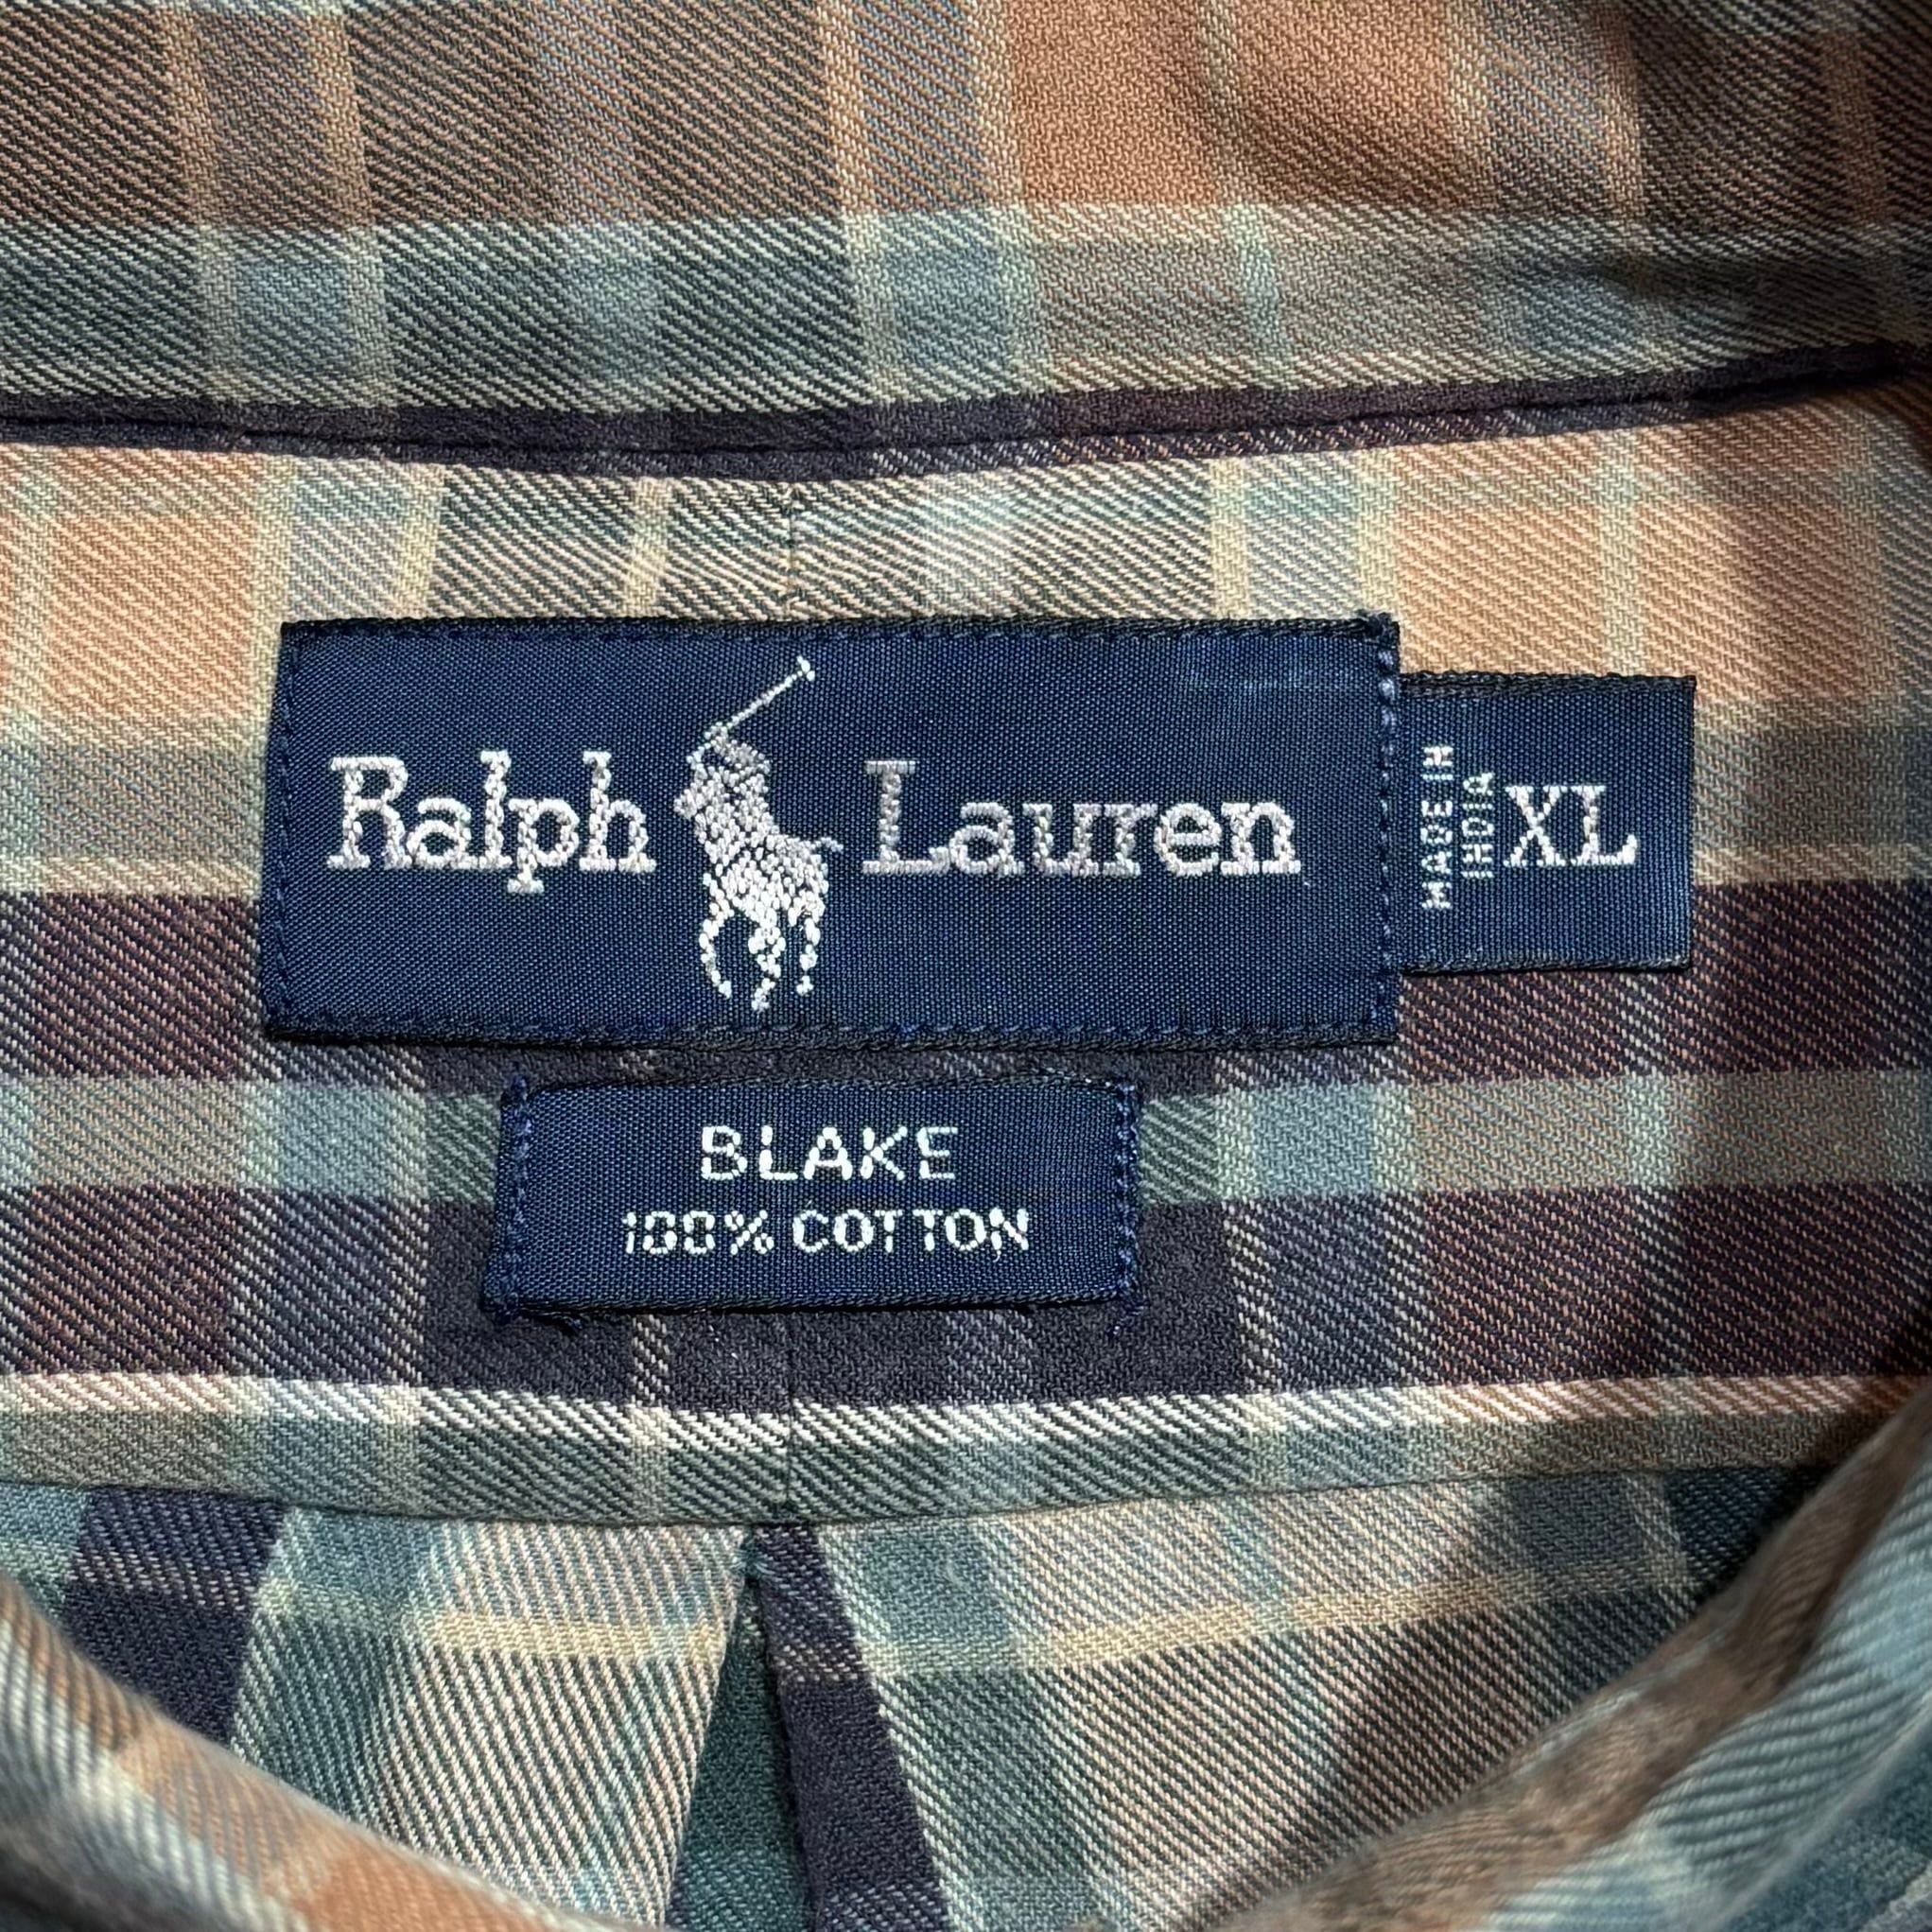 Ralph Lauren
MADE IN
INDIA
XL
BLAKE
100% COTTON